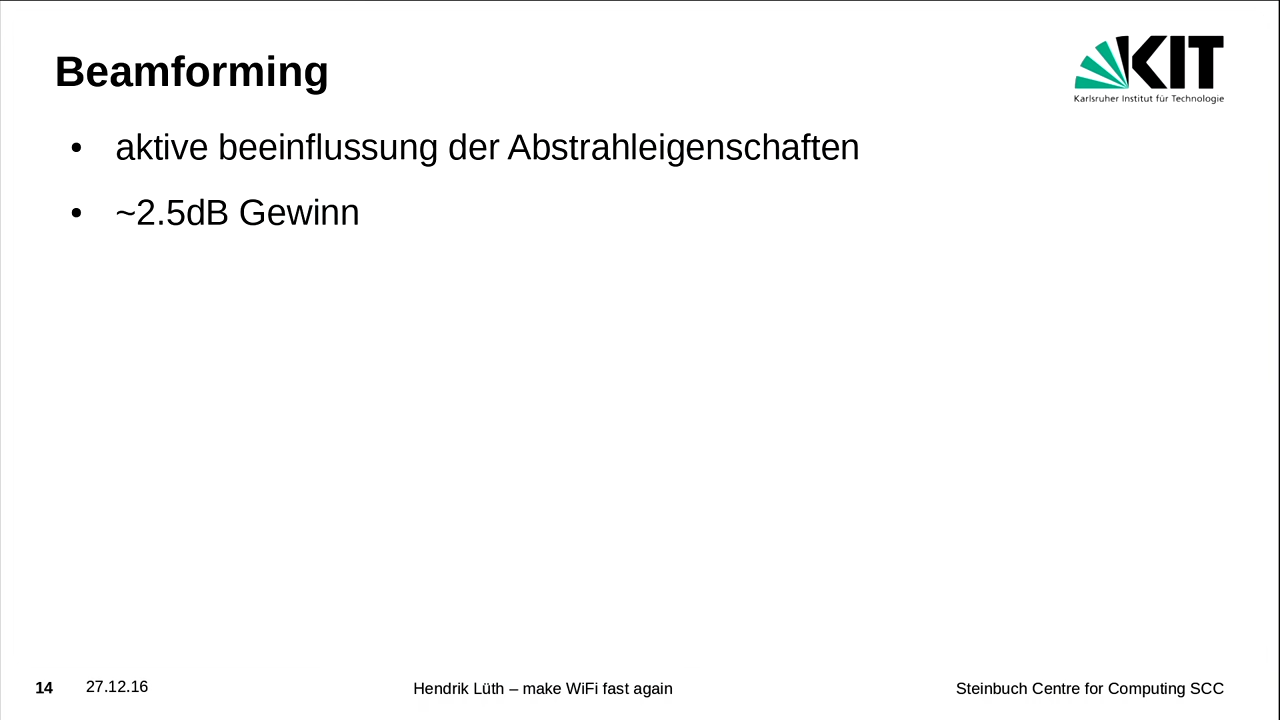 Beamforming
KIT
Karlsruher Institut für Technologie
• aktive beeinflussung der Abstrahleigenschaften
• ~2.5dB Gewinn
14
27.12.16
Hendrik Lüth – make WiFi fast again
Steinbuch Centre for Computing SCC